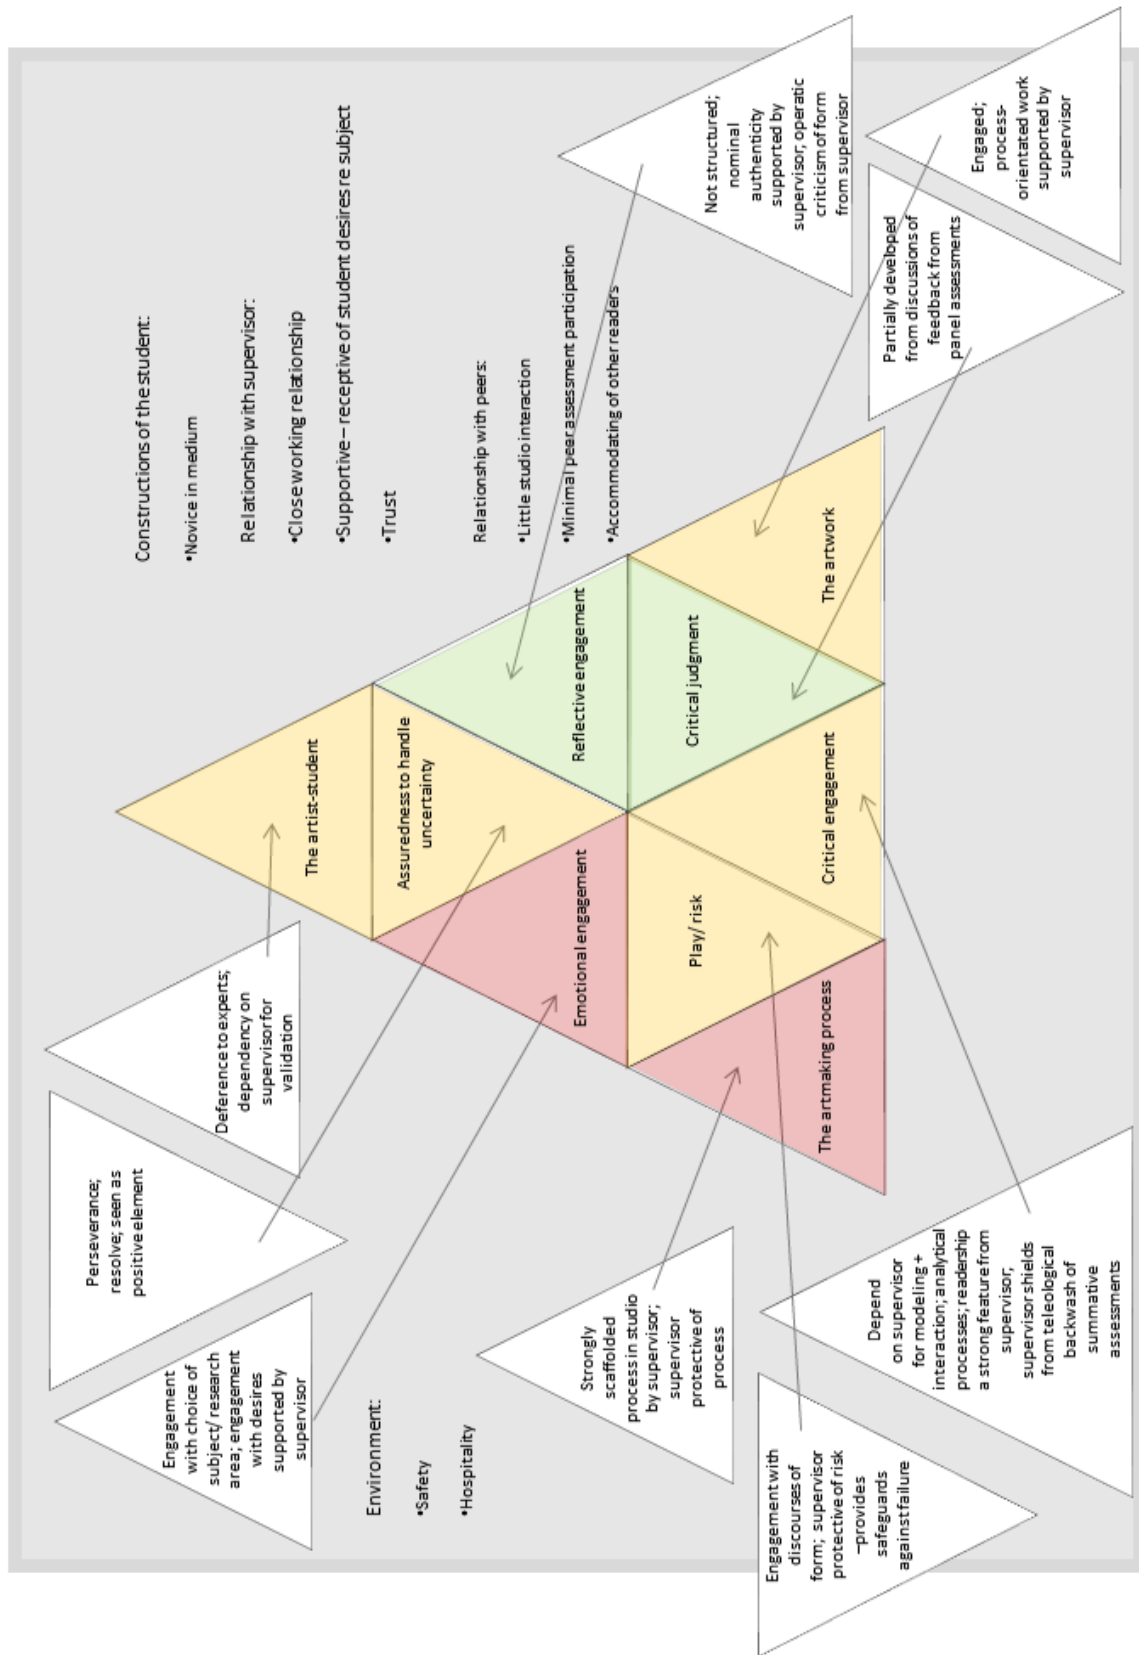 Engagement
with choice of
subject/ research
area; engagement
with desires
supported by
supervisor
Perseverance;
resolve; seen as
positive element
Deference to experts;
dependency on
supervisor for
validation
Constructions of the student:
•Novice in medium
Relationship with supervisor:
•Close working relationship
•Supportive – receptive of student desires re subject
•Trust
Relationship with peers:
•Little studio interaction
•Minimal peer assessment participation
•Accommodating of other readers
Environment:
•Safety
•Hospitality
The artist-student
Assuredness to handle
uncertainty
Emotional engagement
Reflective engagement
Play/ risk
Critical judgment
The artmaking process
Critical engagement
The artwork
Strongly
scaffolded
process in studio
by supervisor;
supervisor
protective of
process
Not structured;
nominal
authenticity
supported by
supervisor; operatic
criticism of form
from supervisor
Engagement with
discourses of
form; supervisor
protective of risk
–provides
safeguards
against failure
Depend
on supervisor
for modeling +
interaction; analytical
processes; readership
a strong feature from
supervisor;
supervisor shields
from teleological
backwash of
summative
assessments
Partially developed
from discussions of
feedback from
panel assessments
Engaged;
process-
orientated work
supported by
supervisor